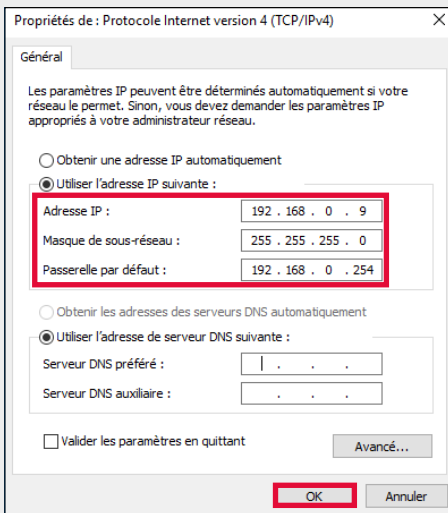 Propriétés de : Protocole Internet version 4 (TCP/IPv4)
Général
Les paramètres IP peuvent être déterminés automatiquement si votre
réseau le permet. Sinon, vous devez demander les paramètres IP
appropriés à votre administrateur réseau.
Obtenir une adresse IP automatiquement
Utiliser l'adresse IP suivante :
Adresse IP : 192 . 168 . 0 . 9
Masque de sous-réseau : 255 . 255 . 255 . 0
Passerelle par défaut : 192 . 168 . 0 . 254
Obtenir les adresses des serveurs DNS automatiquement
Utiliser l'adresse de serveur DNS suivante :
Serveur DNS préféré : . . .
Serveur DNS auxiliaire : . . .
Valider les paramètres en quittant
Avancé...
OK Annuler